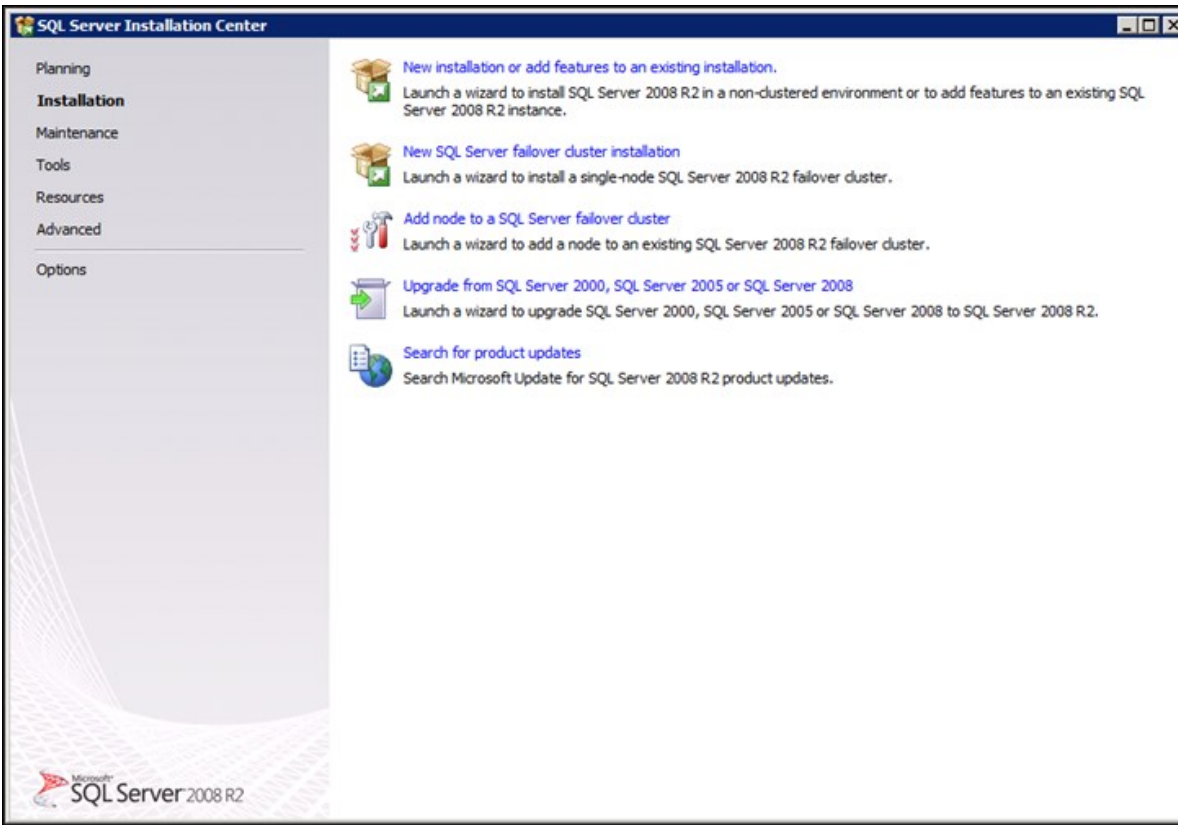 SQL Server Installation Center
Planning
Installation
Maintenance
Tools
Resources
Advanced
Options
New installation or add features to an existing installation.
Launch a wizard to install SQL Server 2008 R2 in a non-clustered environment or to add features to an existing SQL
Server 2008 R2 instance.
New SQL Server failover cluster installation
Launch a wizard to install a single-node SQL Server 2008 R2 failover cluster.
Add node to a SQL Server failover cluster
Launch a wizard to add a node to an existing SQL Server 2008 R2 failover cluster.
Upgrade from SQL Server 2000, SQL Server 2005 or SQL Server 2008
Launch a wizard to upgrade SQL Server 2000, SQL Server 2005 or SQL Server 2008 to SQL Server 2008 R2.
Search for product updates
Search Microsoft Update for SQL Server 2008 R2 product updates.
Microsoft
SQL Server 2008 R2